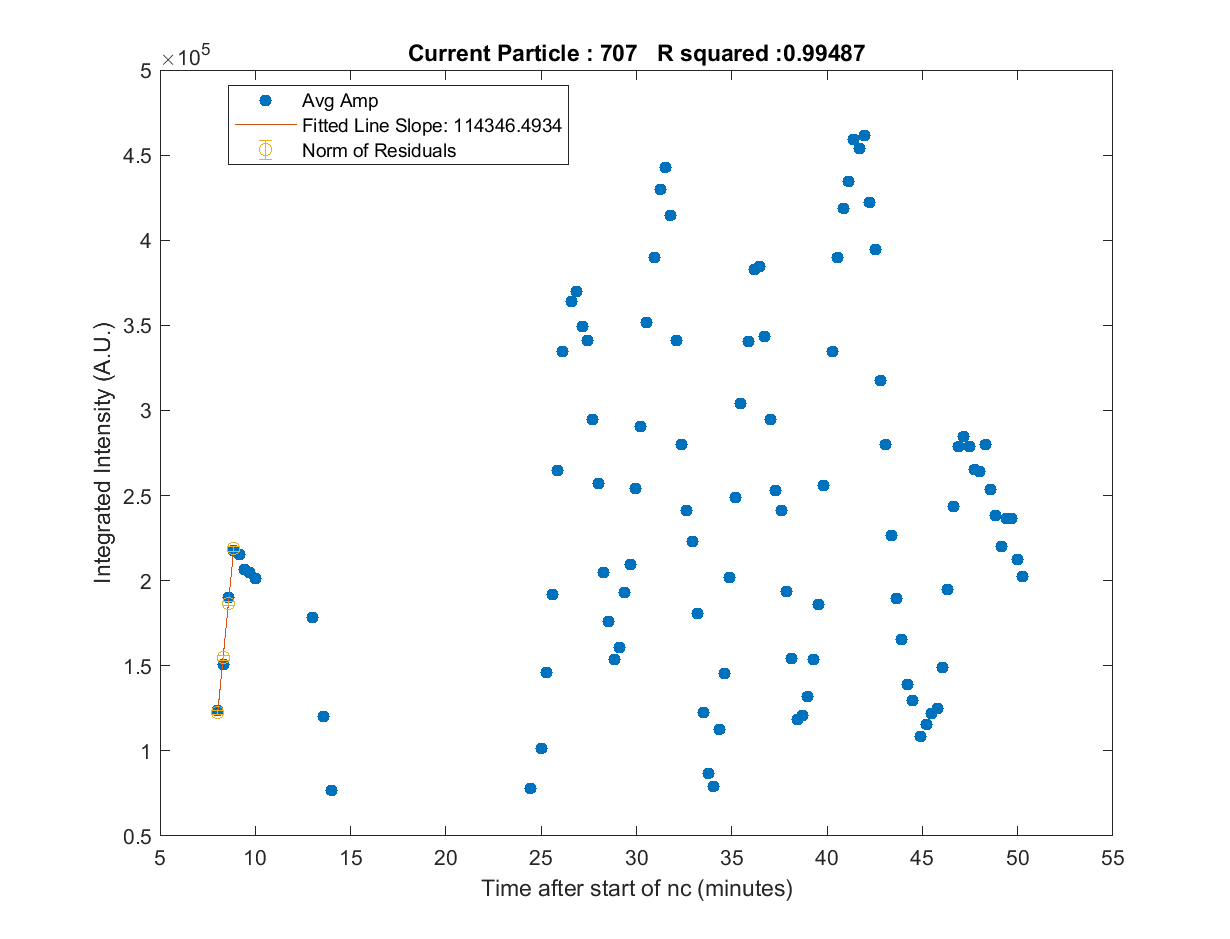 Current Particle : 707   R squared :0.99487
×10^5
Avg Amp
Fitted Line Slope: 114346.4934
Norm of Residuals
5
4.5
4
3.5
3
2.5
2
1.5
1
0.5
Integrated Intensity (A.U.)
5 10 15 20 25 30 35 40 45 50 55
Time after start of nc (minutes)